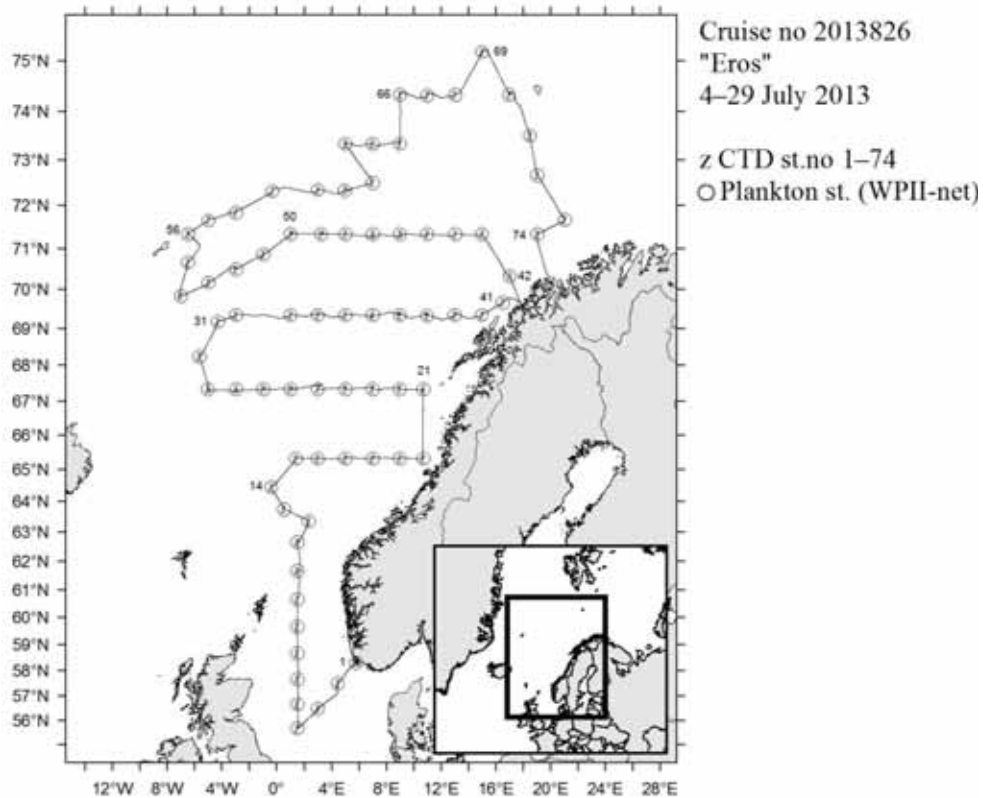 Cruise no 2013826
"Eros"
4–29 July 2013
z CTD st.no 1–74
Plankton st. (WPII-net)
75°N
74°N
73°N
72°N
71°N
70°N
69°N
68°N
67°N
66°N
65°N
64°N
63°N
62°N
61°N
60°N
59°N
58°N
57°N
56°N
69
66
56
50
74
42
41
31
21
14
1
12°W 8°W 4°W 0° 4°E 8°E 12°E 16°E 20°E 24°E 28°E